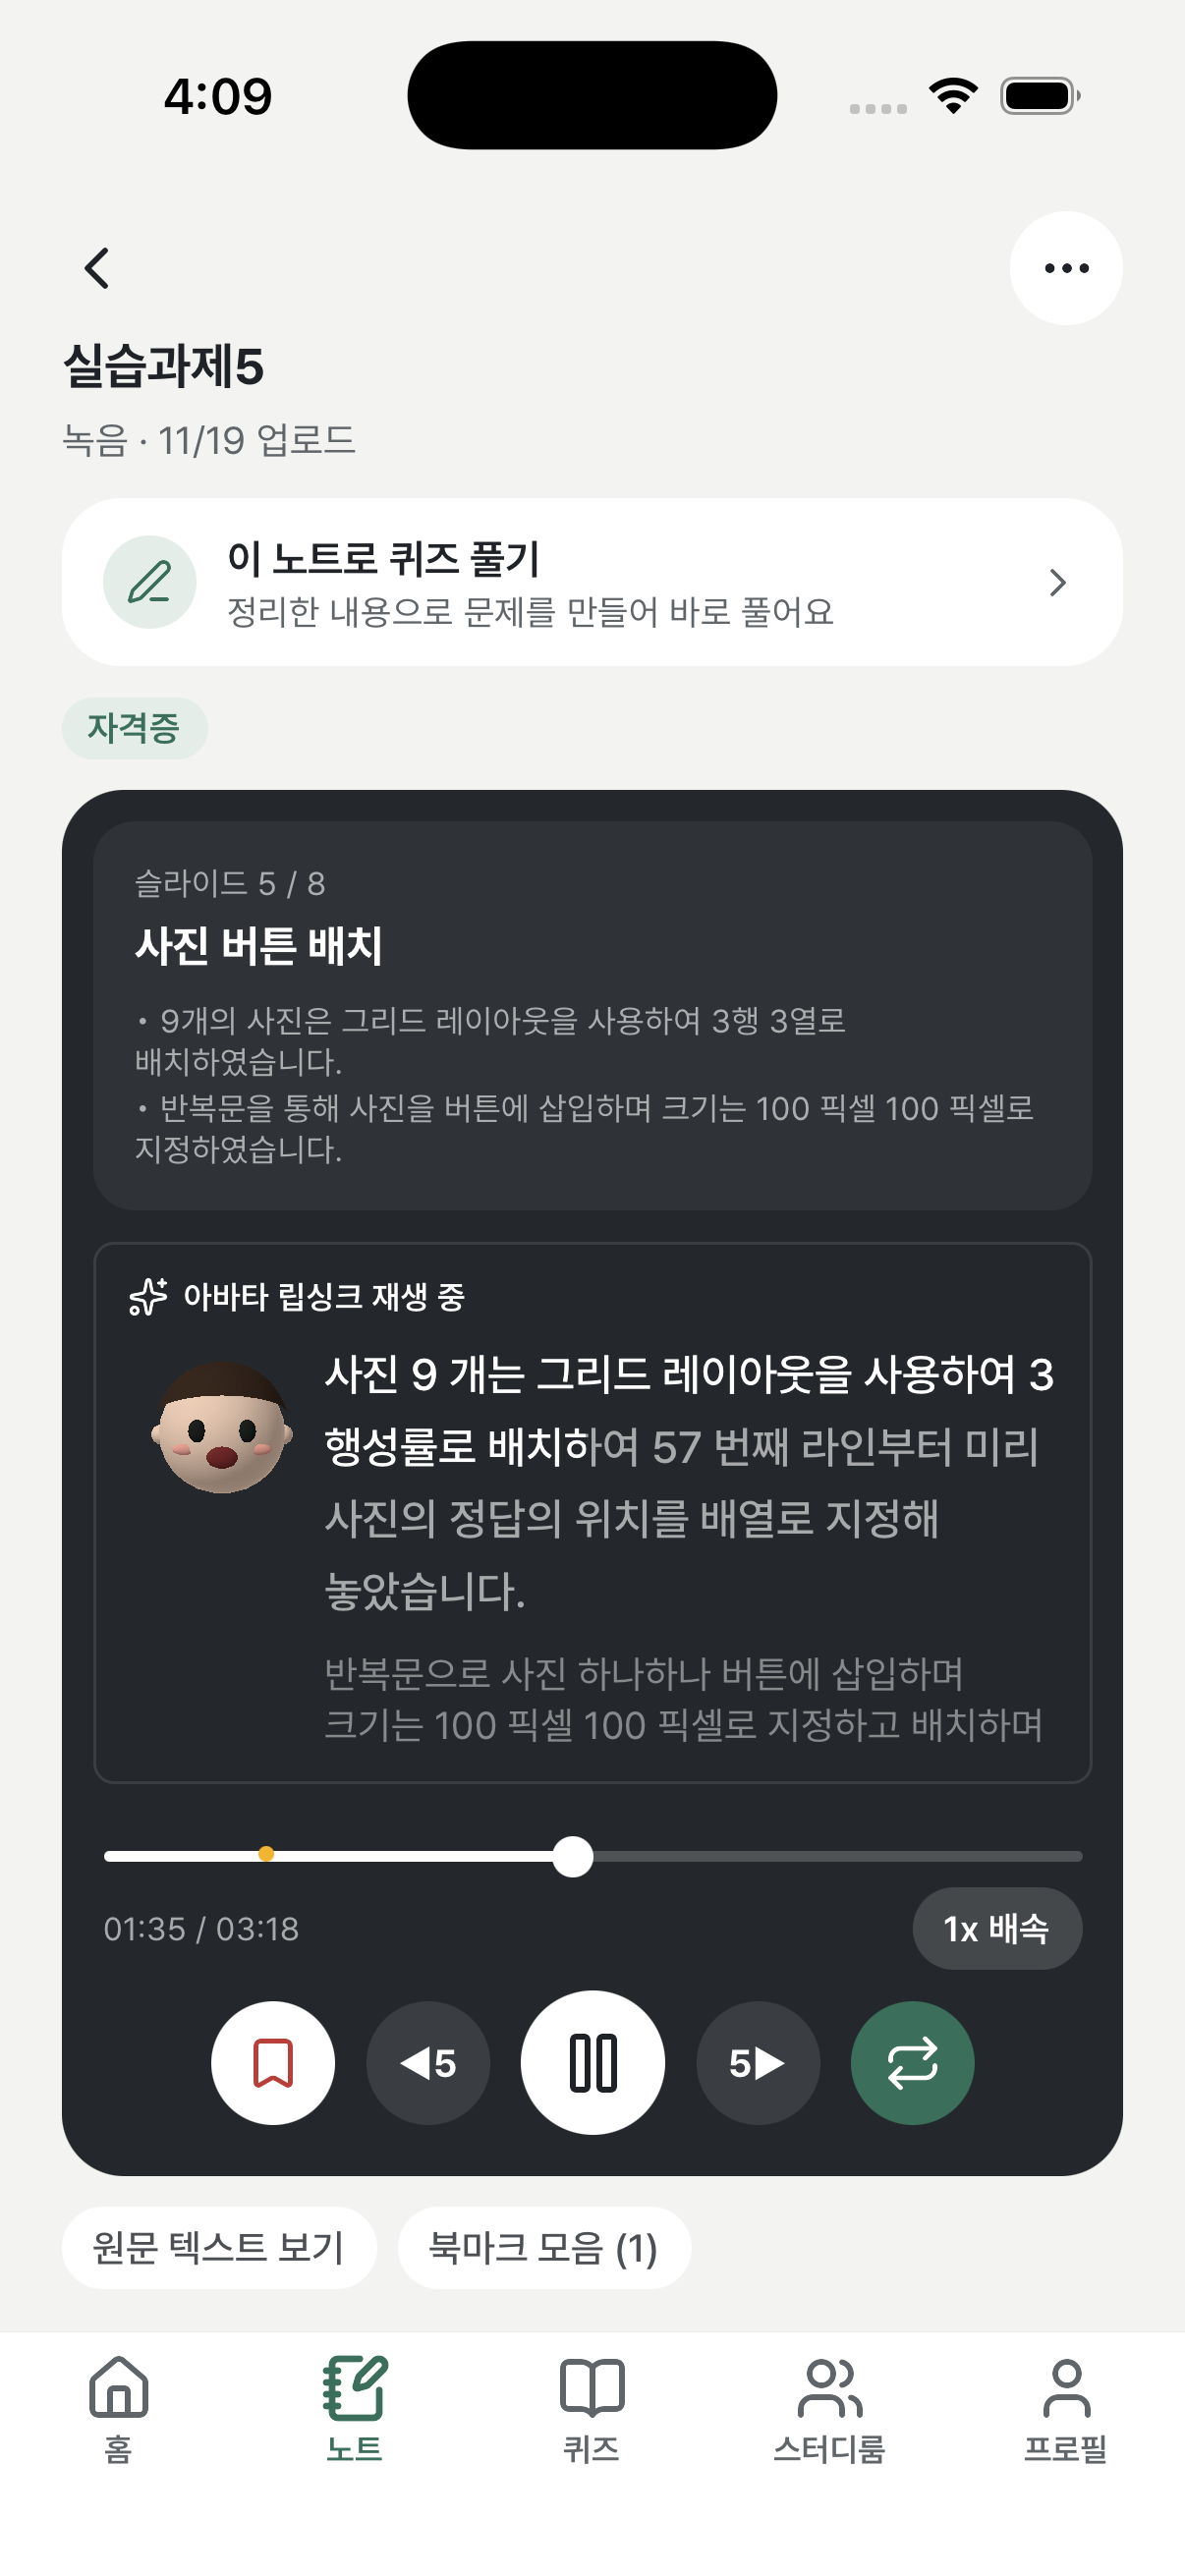 4:09
실습과제5
녹음 · 11/19 업로드
이 노트로 퀴즈 풀기
정리한 내용으로 문제를 만들어 바로 풀어요
자격증
슬라이드 5 / 8
사진 버튼 배치
• 9개의 사진은 그리드 레이아웃을 사용하여 3행 3열로
배치하였습니다.
• 반복문을 통해 사진을 버튼에 삽입하며 크기는 100 픽셀 100 픽셀로
지정하였습니다.
아바타 립싱크 재생 중
사진 9 개는 그리드 레이아웃을 사용하여 3
행성률로 배치하여 57 번째 라인부터 미리
사진의 정답의 위치를 배열로 지정해
놓았습니다.
반복문으로 사진 하나하나 버튼에 삽입하며
크기는 100 픽셀 100 픽셀로 지정하고 배치하며
01:35 / 03:18
1x 배속
◀5
5▶
원문 텍스트 보기
북마크 모음 (1)
홈
노트
퀴즈
스터디룸
프로필